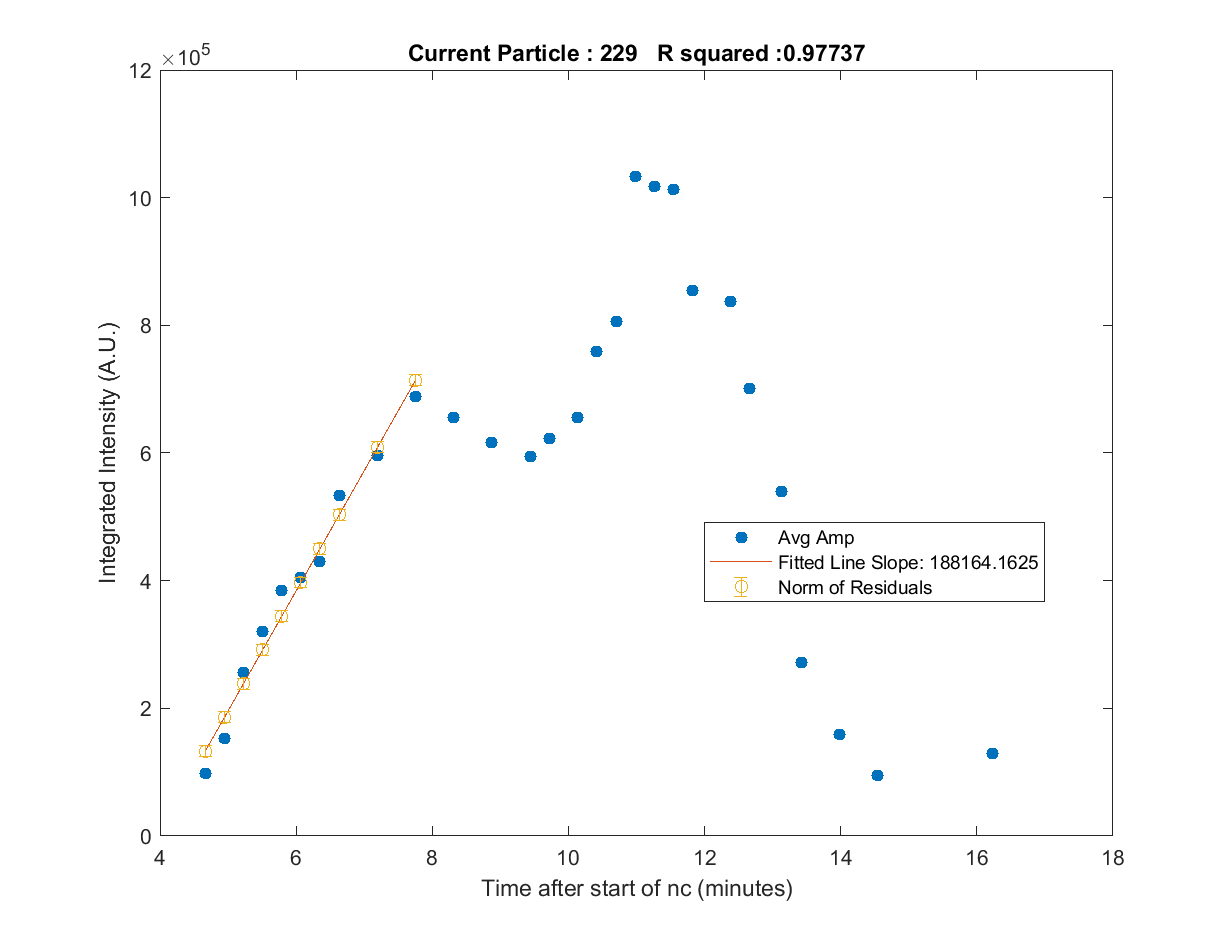 Current Particle : 229   R squared :0.97737
×10^5
12
10
8
6
4
2
0
Integrated Intensity (A.U.)
Avg Amp
Fitted Line Slope: 188164.1625
Norm of Residuals
4 6 8 10 12 14 16 18
Time after start of nc (minutes)